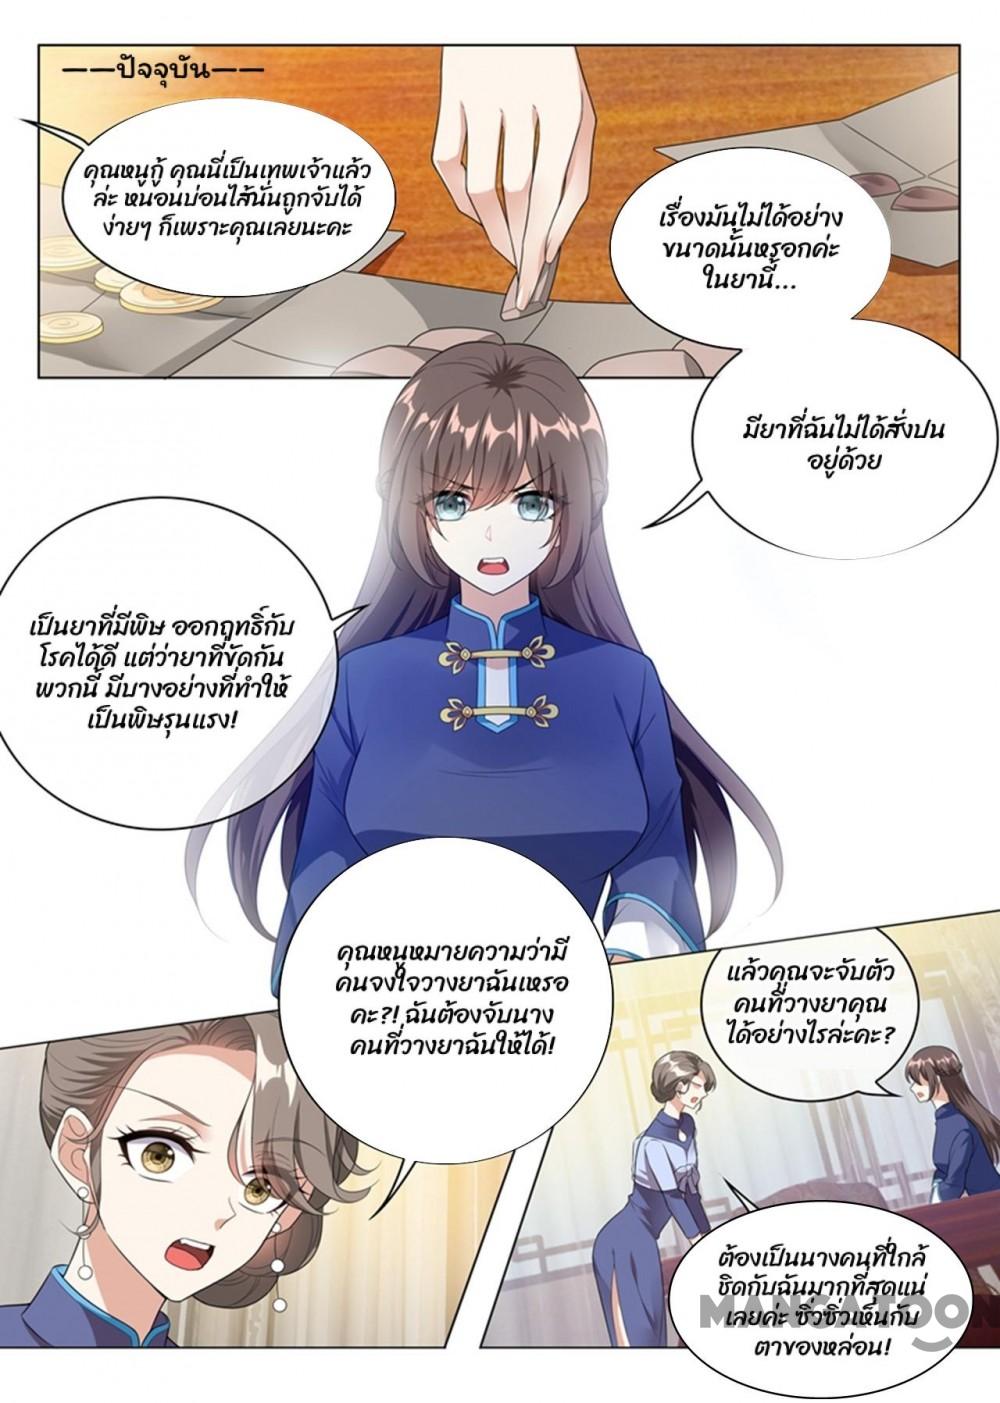 ——ปัจจุบัน——
คุณหนูกู้ คุณนี่เป็นเทพเจ้าแล้ว
ล่ะ หนอนบ่อนไส้นั่นถูกจับได้
ง่ายๆ ก็เพราะคุณเลยนะคะ
เรื่องมันไม่ได้อย่าง
ขนาดนั้นหรอกค่ะ
ในยานี้...
มียาที่ฉันไม่ได้สั่งปน
อยู่ด้วย
เป็นยาที่มีพิษ ออกฤทธิ์กับ
โรคได้ดี แต่ว่ายาที่ขัดกัน
พวกนี้ มีบางอย่างที่ทำให้
เป็นพิษรุนแรง!
คุณหนูหมายความว่ามี
คนจงใจวางยาฉันเหรอ
คะ?! ฉันต้องจับนาง
คนที่วางยาฉันให้ได้!
แล้วคุณจะจับตัว
คนที่วางยาคุณ
ได้อย่างไรล่ะคะ?
ต้องเป็นนางคนที่ใกล้
ชิดกับฉันมากที่สุดแน่
เลยค่ะ ซิ่วซิ่วเห็นกับ
ตาของหล่อน!
MANGATOON